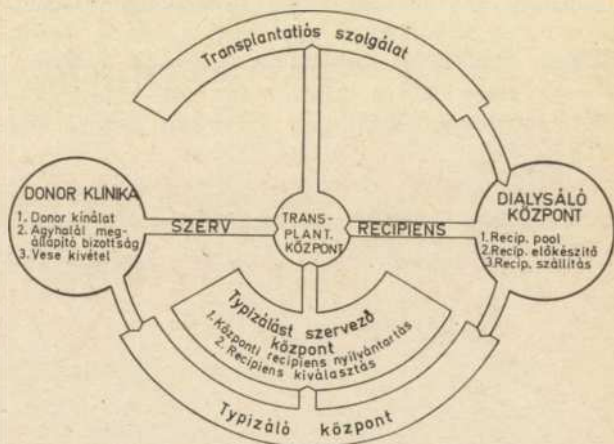 Transplantatiós szolgálat
DONOR KLINIKA
1. Donor kínálat
2. Agyhalál meg-
állapító bizottság
3. Vese kivétel
SZERV
TRANS-
PLANT.
KÖZPONT
RECIPIENS
DIALYSÁLÓ
KÖZPONT
1. Recip. pool
2. Recip. előkészítő
3. Recip. szállítás
Typizálást szervező
központ
1. Központi recipiens nyilvántartás
2. Recipiens kiválasztás
Typizáló központ